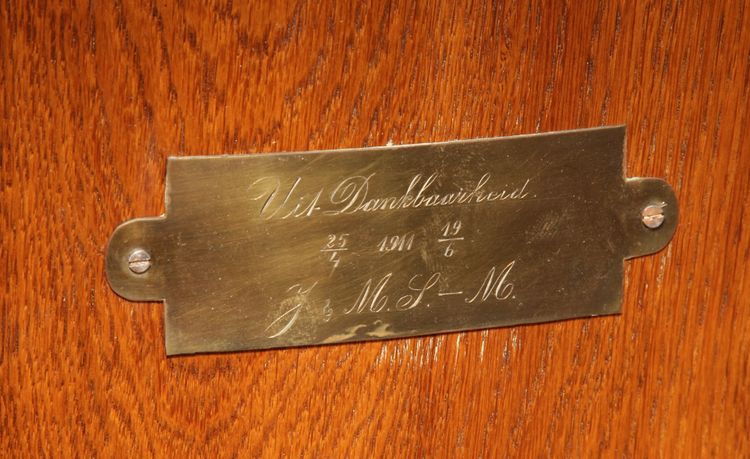 Uit Dankbaarheid.
25/4 1911 19/6
J M. S. – M.